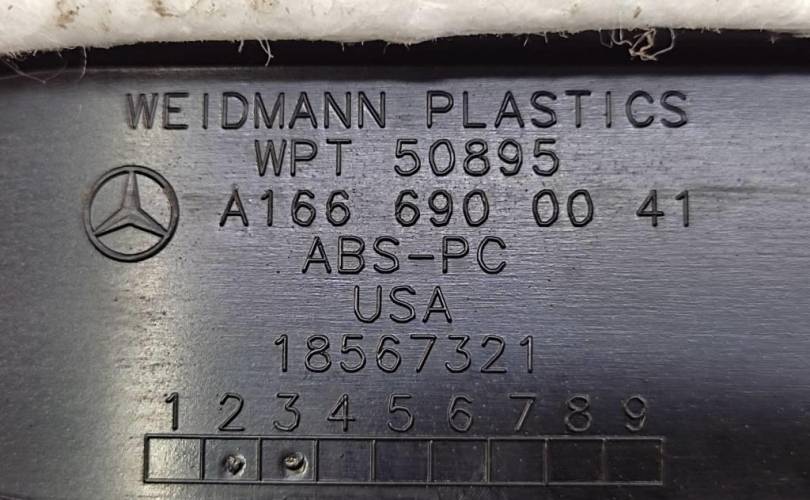 WEIDMANN PLASTICS
WPT 50895
A166 690 00 41
ABS-PC
USA
18567321
1 2 3 4 5 6 7 8 9